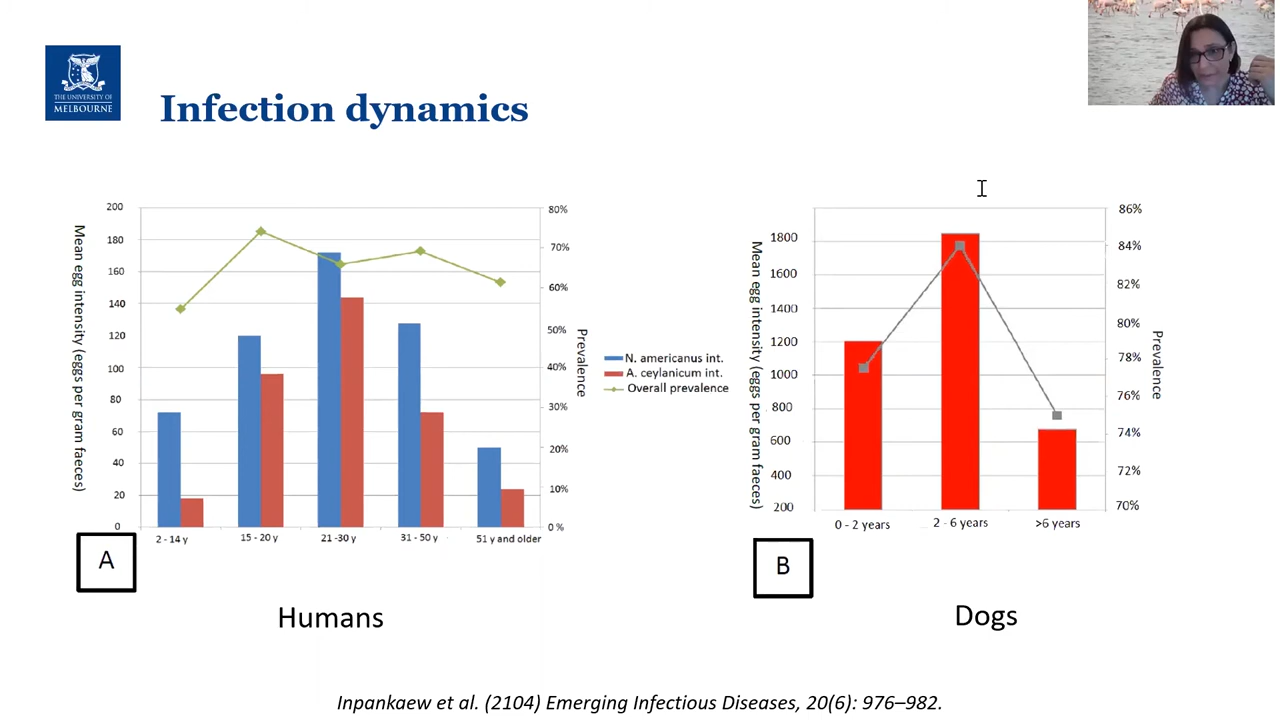 THE UNIVERSITY OF
MELBOURNE
Infection dynamics
Mean egg intensity (eggs per gram faeces)
200
180
160
140
120
100
80
60
40
20
0
80%
70%
60%
50%
40%
30%
20%
10%
0%
Prevalence
2 - 14 y
15 - 20 y
21 -30 y
31 - 50 y
51 y and older
N. americanus int.
A. ceylanicum int.
Overall prevalence
A
Humans
Mean egg intensity (eggs per gram faeces)
1800
1600
1400
1200
1000
800
600
400
200
86%
84%
82%
80%
78%
76%
74%
72%
70%
Prevalence
0 - 2 years
2 - 6 years
>6 years
B
Dogs
Inpankaew et al. (2104) Emerging Infectious Diseases, 20(6): 976–982.